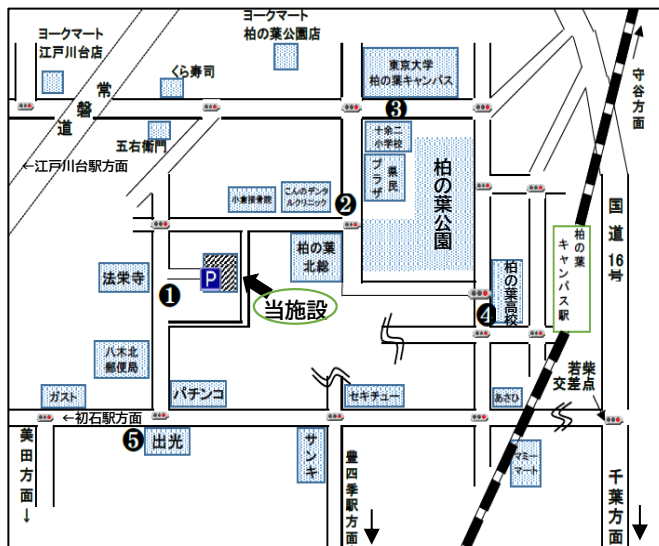 ヨークマート
江戸川台店
ヨークマート
柏の葉公園店
くら寿司
東京大学
柏の葉キャンパス
守谷方面
常磐道
❸
五右衛門
十余二
小学校
←江戸川台駅方面
県民
プラザ
柏の葉公園
小倉接骨院
こんのデンタ
ルクリニック
❷
国道16号
柏の葉
北総
柏の葉
キャンパス駅
法栄寺
P
❶
当施設
柏の葉高校
❹
八木北
郵便局
若柴
交差点
ガスト
パチンコ
セキチュー
あさひ
←初石駅方面
❺
出光
サンキ
マミー
マート
美田方面→
豊四季駅方面
千葉方面